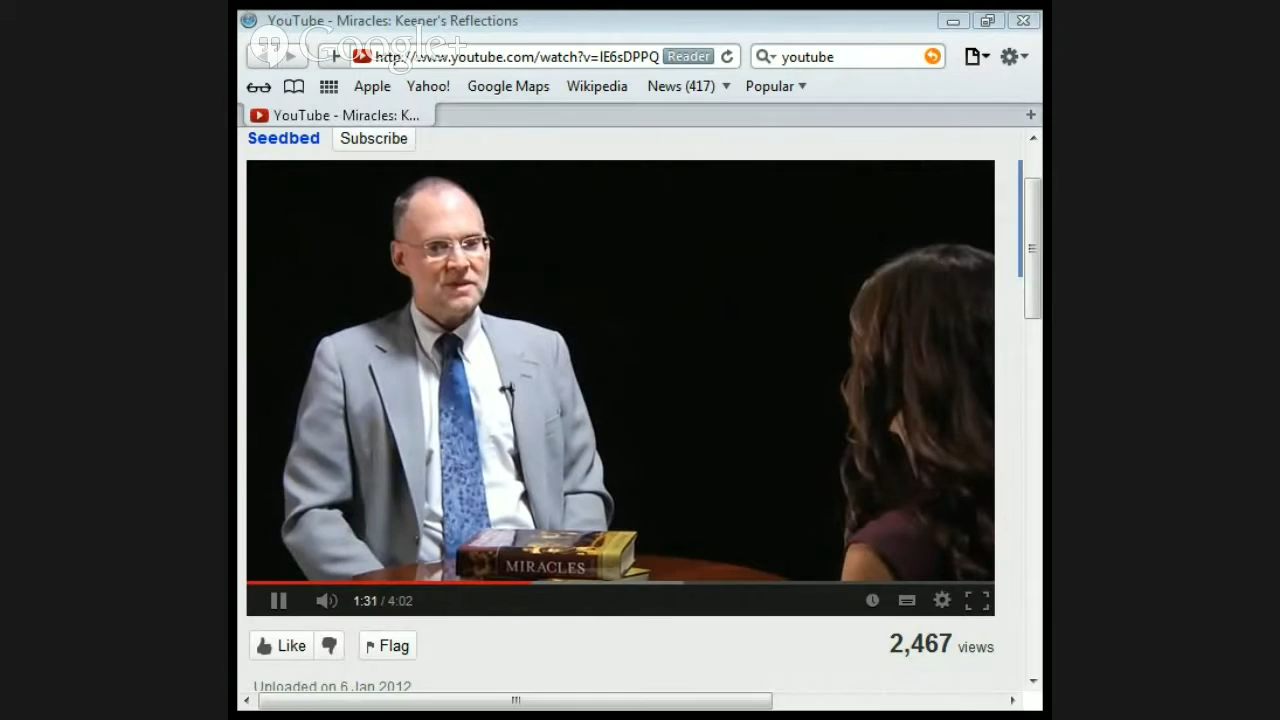 YouTube - Miracles: Keener's Reflections
Google+
http://www.youtube.com/watch?v=IE6sDPPQ Reader youtube
Apple Yahoo! Google Maps Wikipedia News (417) Popular
YouTube - Miracles: K...
Seedbed Subscribe
MIRACLES
1:31 / 4:02
Like Flag 2,467 views
Uploaded on 6 Jan 2012